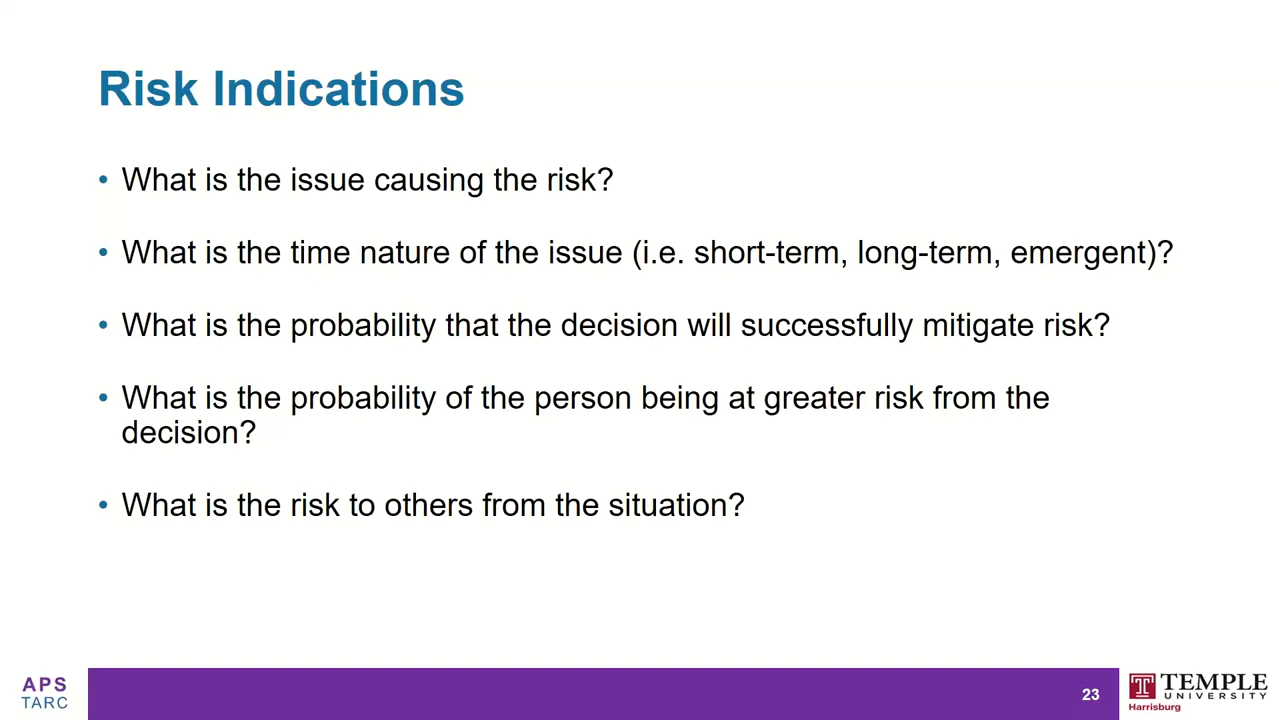 Risk Indications
• What is the issue causing the risk?
• What is the time nature of the issue (i.e. short-term, long-term, emergent)?
• What is the probability that the decision will successfully mitigate risk?
• What is the probability of the person being at greater risk from the
decision?
• What is the risk to others from the situation?
APS
TARC
23
TEMPLE
UNIVERSITY
Harrisburg